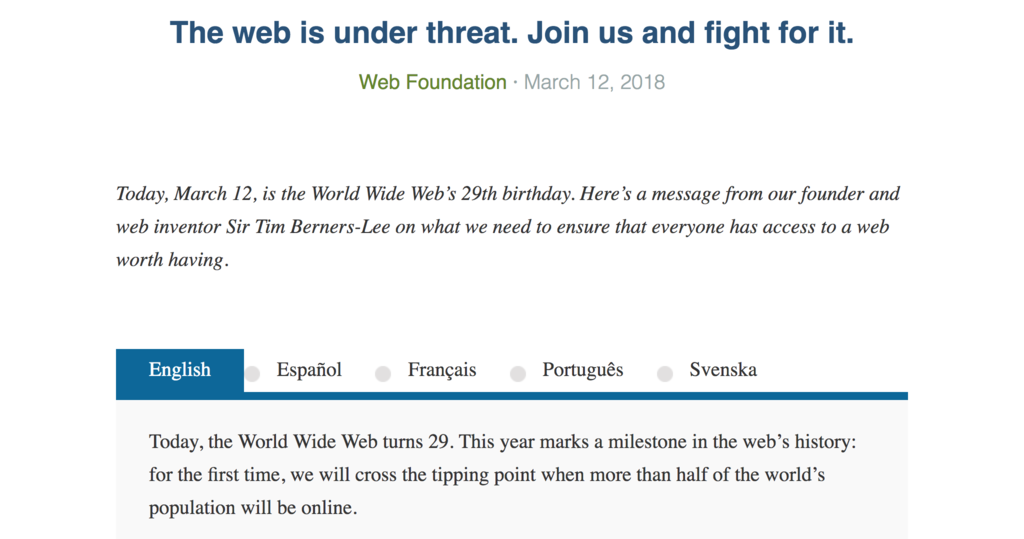 The web is under threat. Join us and fight for it.
Web Foundation · March 12, 2018
Today, March 12, is the World Wide Web’s 29th birthday. Here’s a message from our founder and
web inventor Sir Tim Berners-Lee on what we need to ensure that everyone has access to a web
worth having.
English Español Français Português Svenska
Today, the World Wide Web turns 29. This year marks a milestone in the web’s history:
for the first time, we will cross the tipping point when more than half of the world’s
population will be online.